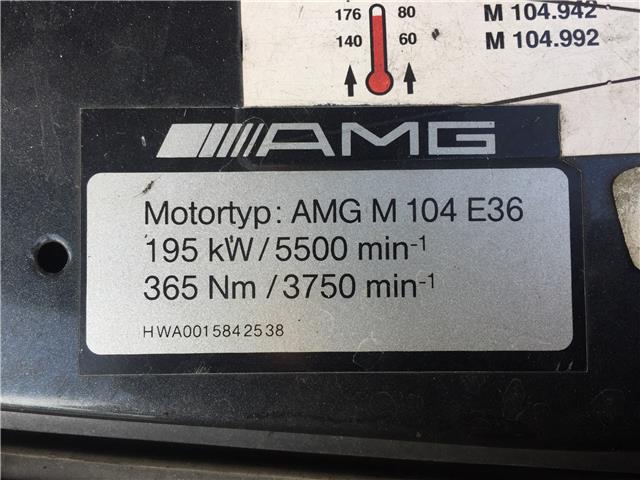 176 80 M 104.942
140 60 M 104.992
AMG
Motortyp: AMG M 104 E36
195 kW/5500 min⁻¹
365 Nm/3750 min⁻¹
HWA0015842538